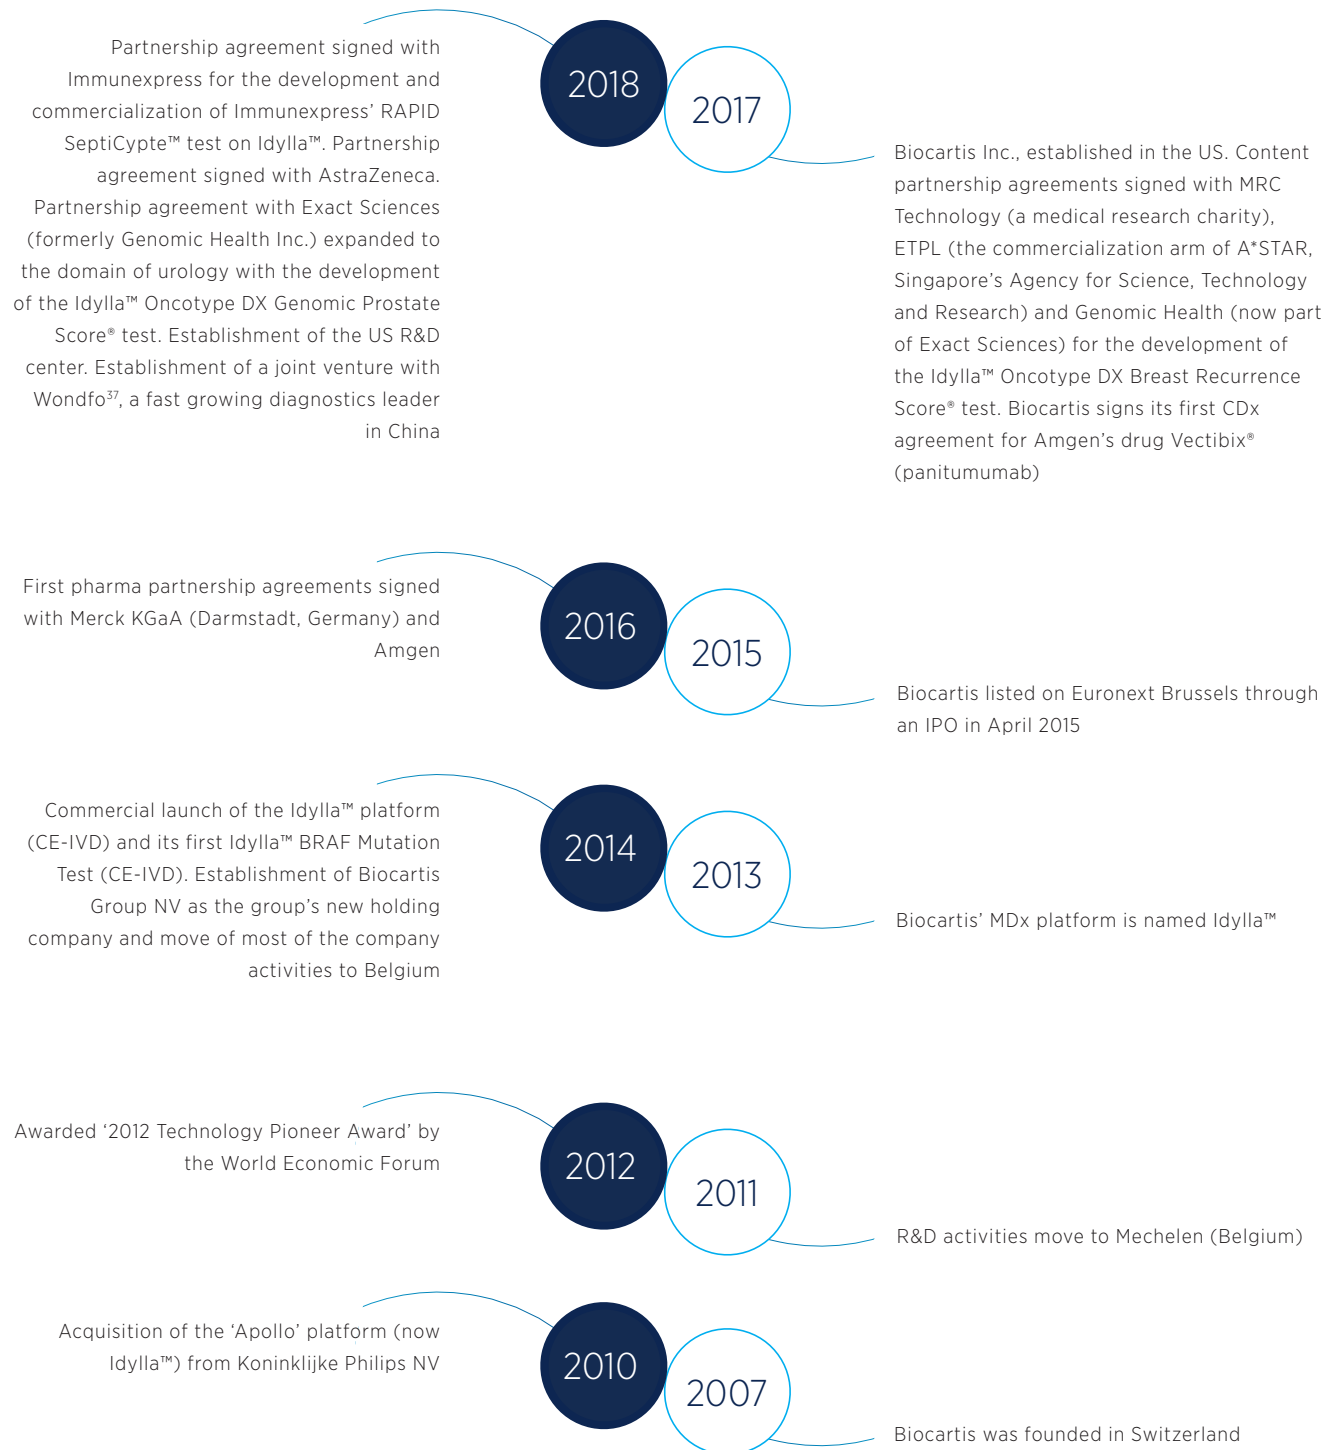 2018
Partnership agreement signed with
Immunexpress for the development and
commercialization of Immunexpress’ RAPID
SeptiCypte™ test on Idylla™. Partnership
agreement signed with AstraZeneca.
Partnership agreement with Exact Sciences
(formerly Genomic Health Inc.) expanded to
the domain of urology with the development
of the Idylla™ Oncotype DX Genomic Prostate
Score® test. Establishment of the US R&D
center. Establishment of a joint venture with
Wondfo³⁷, a fast growing diagnostics leader
in China
2017
Biocartis Inc., established in the US. Content
partnership agreements signed with MRC
Technology (a medical research charity),
ETPL (the commercialization arm of A*STAR,
Singapore’s Agency for Science, Technology
and Research) and Genomic Health (now part
of Exact Sciences) for the development of
the Idylla™ Oncotype DX Breast Recurrence
Score® test. Biocartis signs its first CDx
agreement for Amgen’s drug Vectibix®
(panitumumab)
2016
First pharma partnership agreements signed
with Merck KGaA (Darmstadt, Germany) and
Amgen
2015
Biocartis listed on Euronext Brussels through
an IPO in April 2015
2014
Commercial launch of the Idylla™ platform
(CE-IVD) and its first Idylla™ BRAF Mutation
Test (CE-IVD). Establishment of Biocartis
Group NV as the group’s new holding
company and move of most of the company
activities to Belgium
2013
Biocartis’ MDx platform is named Idylla™
2012
Awarded ‘2012 Technology Pioneer Award’ by
the World Economic Forum
2011
R&D activities move to Mechelen (Belgium)
2010
Acquisition of the ‘Apollo’ platform (now
Idylla™) from Koninklijke Philips NV
2007
Biocartis was founded in Switzerland